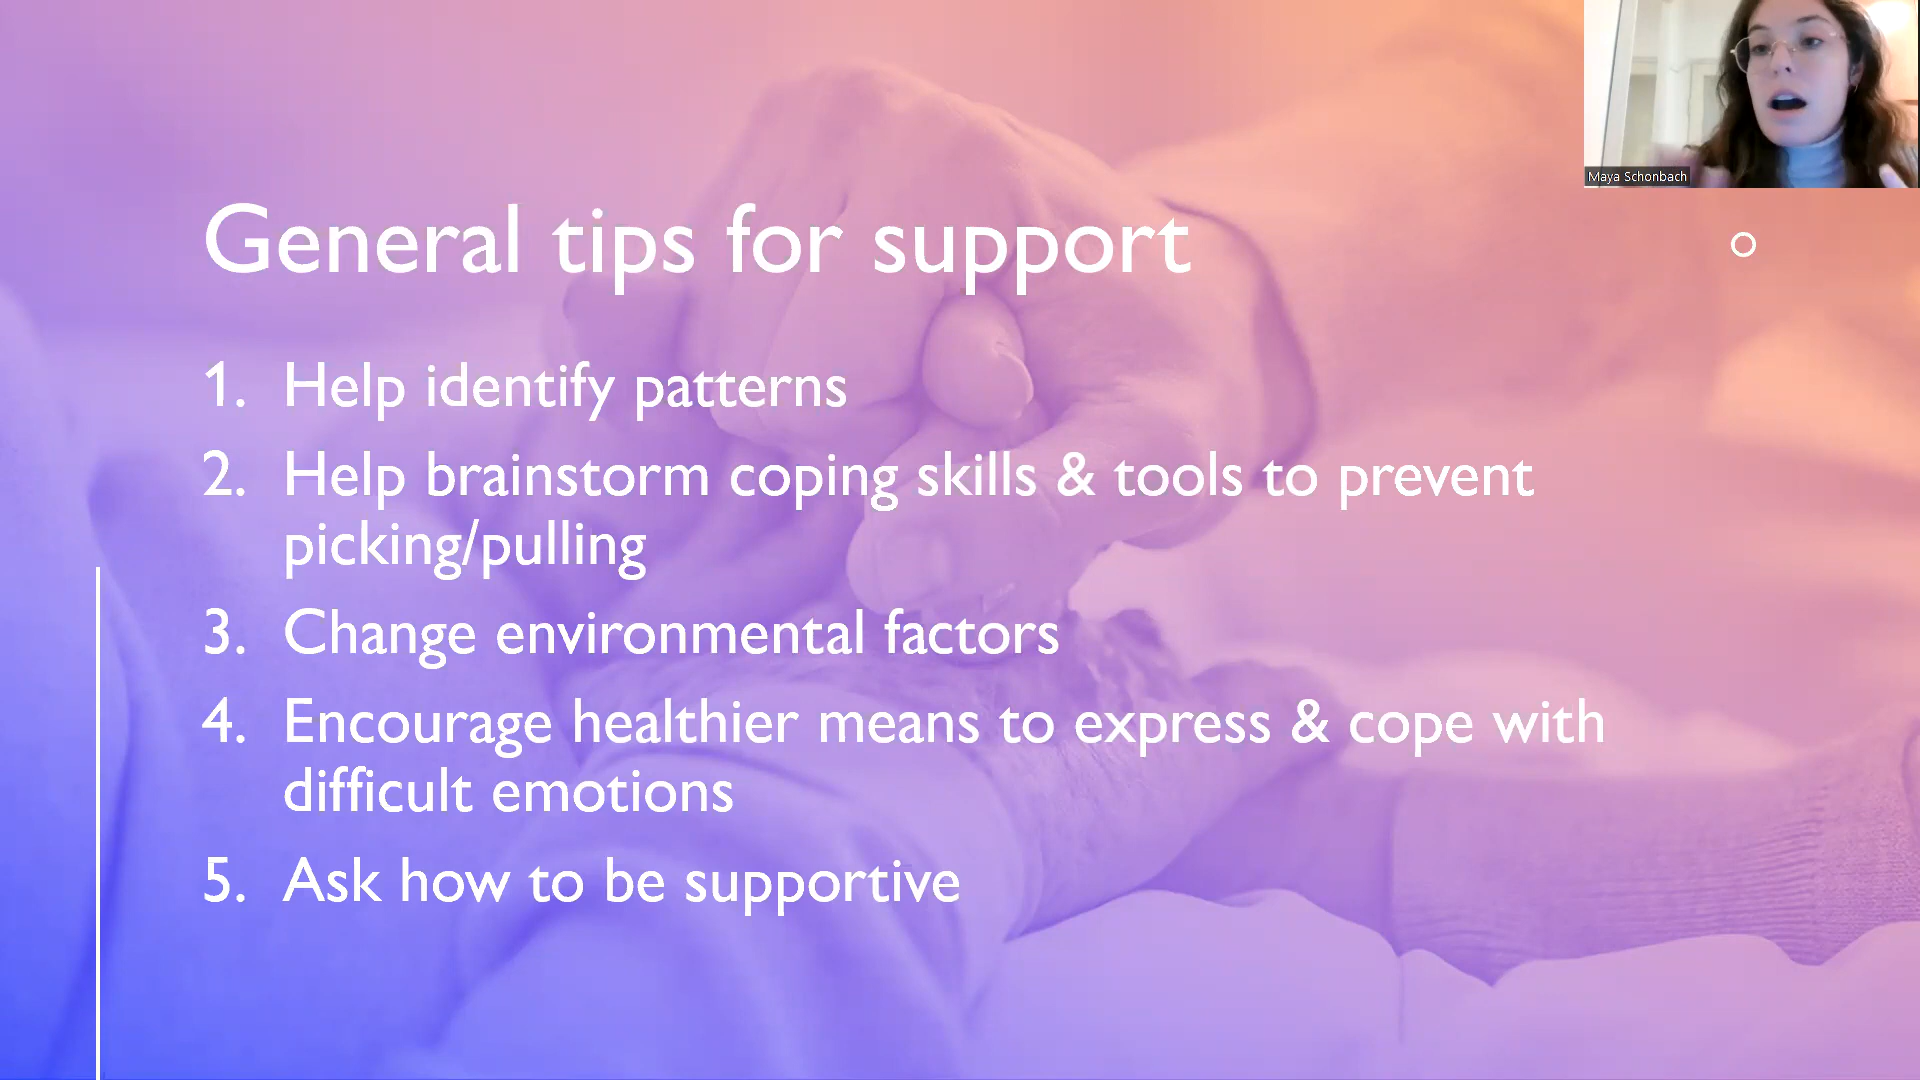 Maya Schonbach
General tips for support
1. Help identify patterns
2. Help brainstorm coping skills & tools to prevent
picking/pulling
3. Change environmental factors
4. Encourage healthier means to express & cope with
difficult emotions
5. Ask how to be supportive